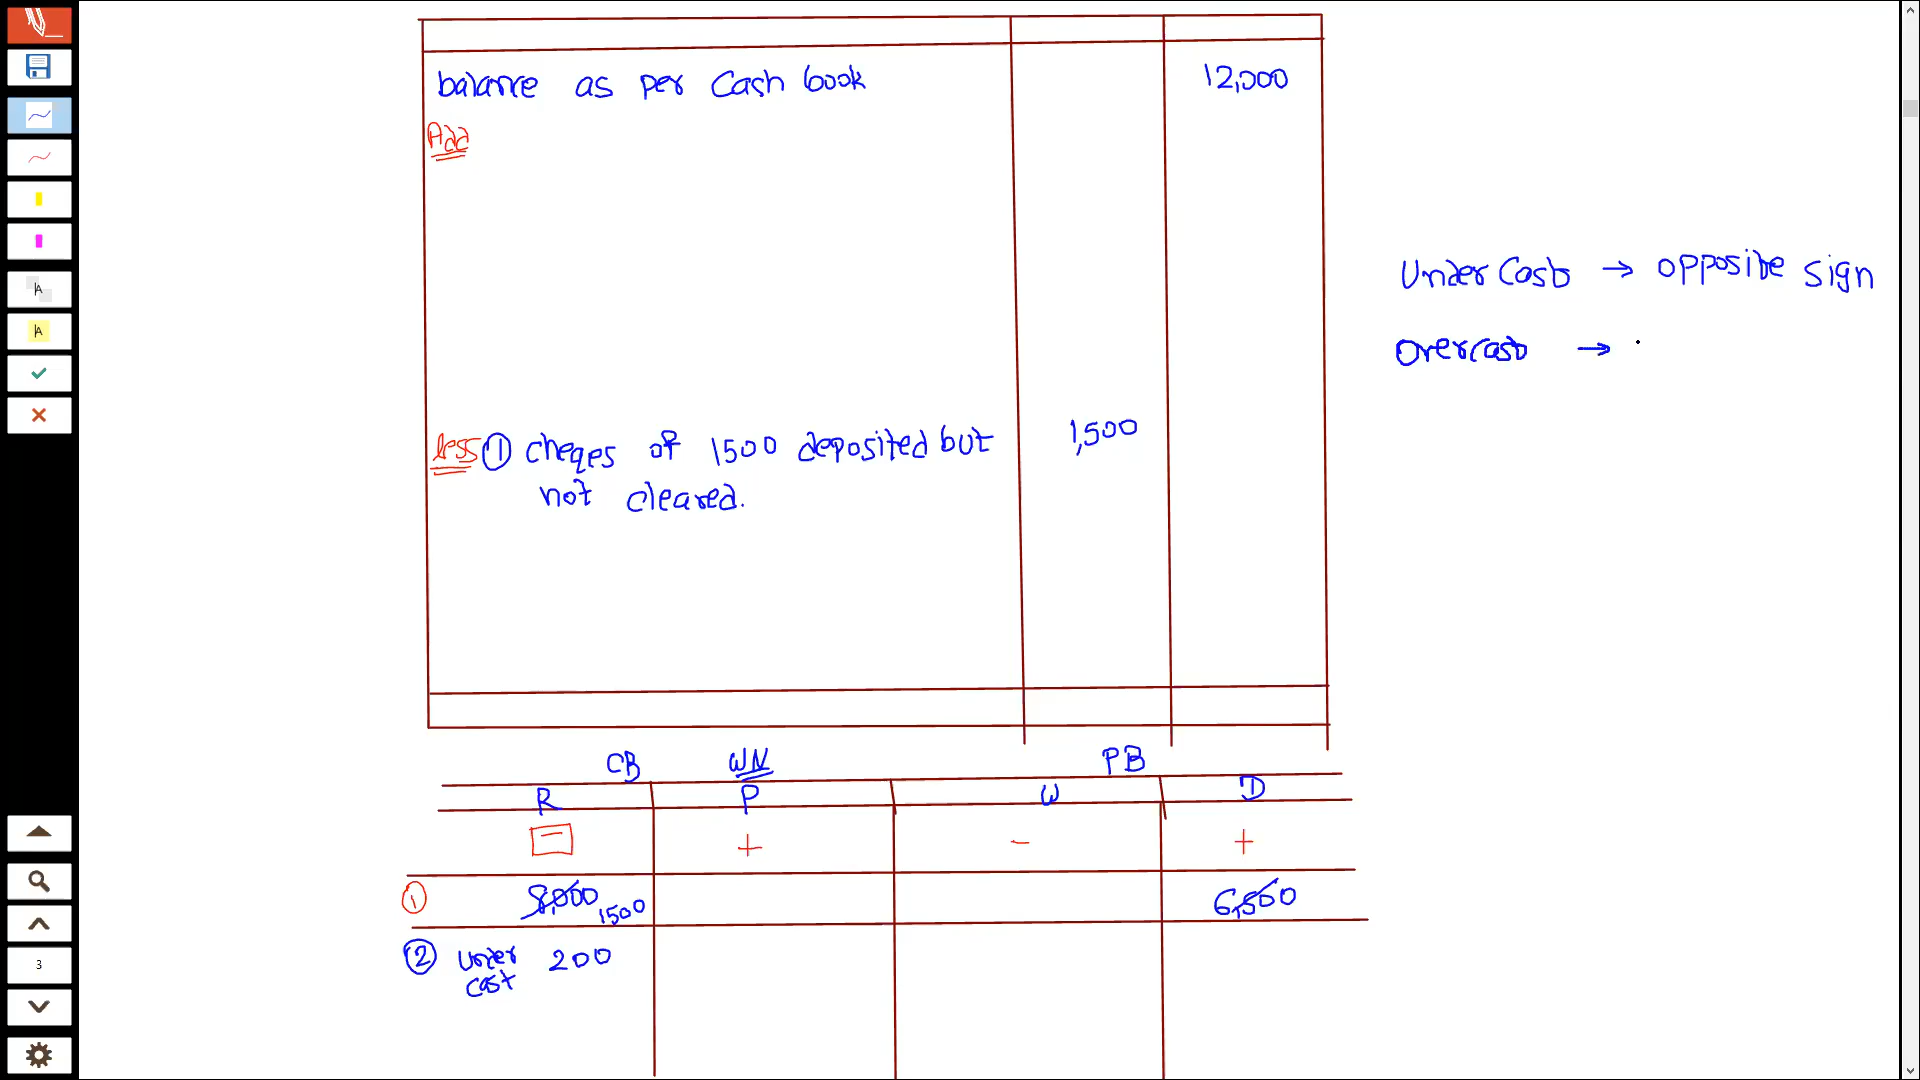 balance as per Cash book 12,000
Add
Under Cast → opposite sign
overcast →
less ① cheqes of 1500 deposited but 1,500
not cleared.
CB WN PB
R P W D
- + - +
① 8,000 1500 6,500
② under cast 200
3